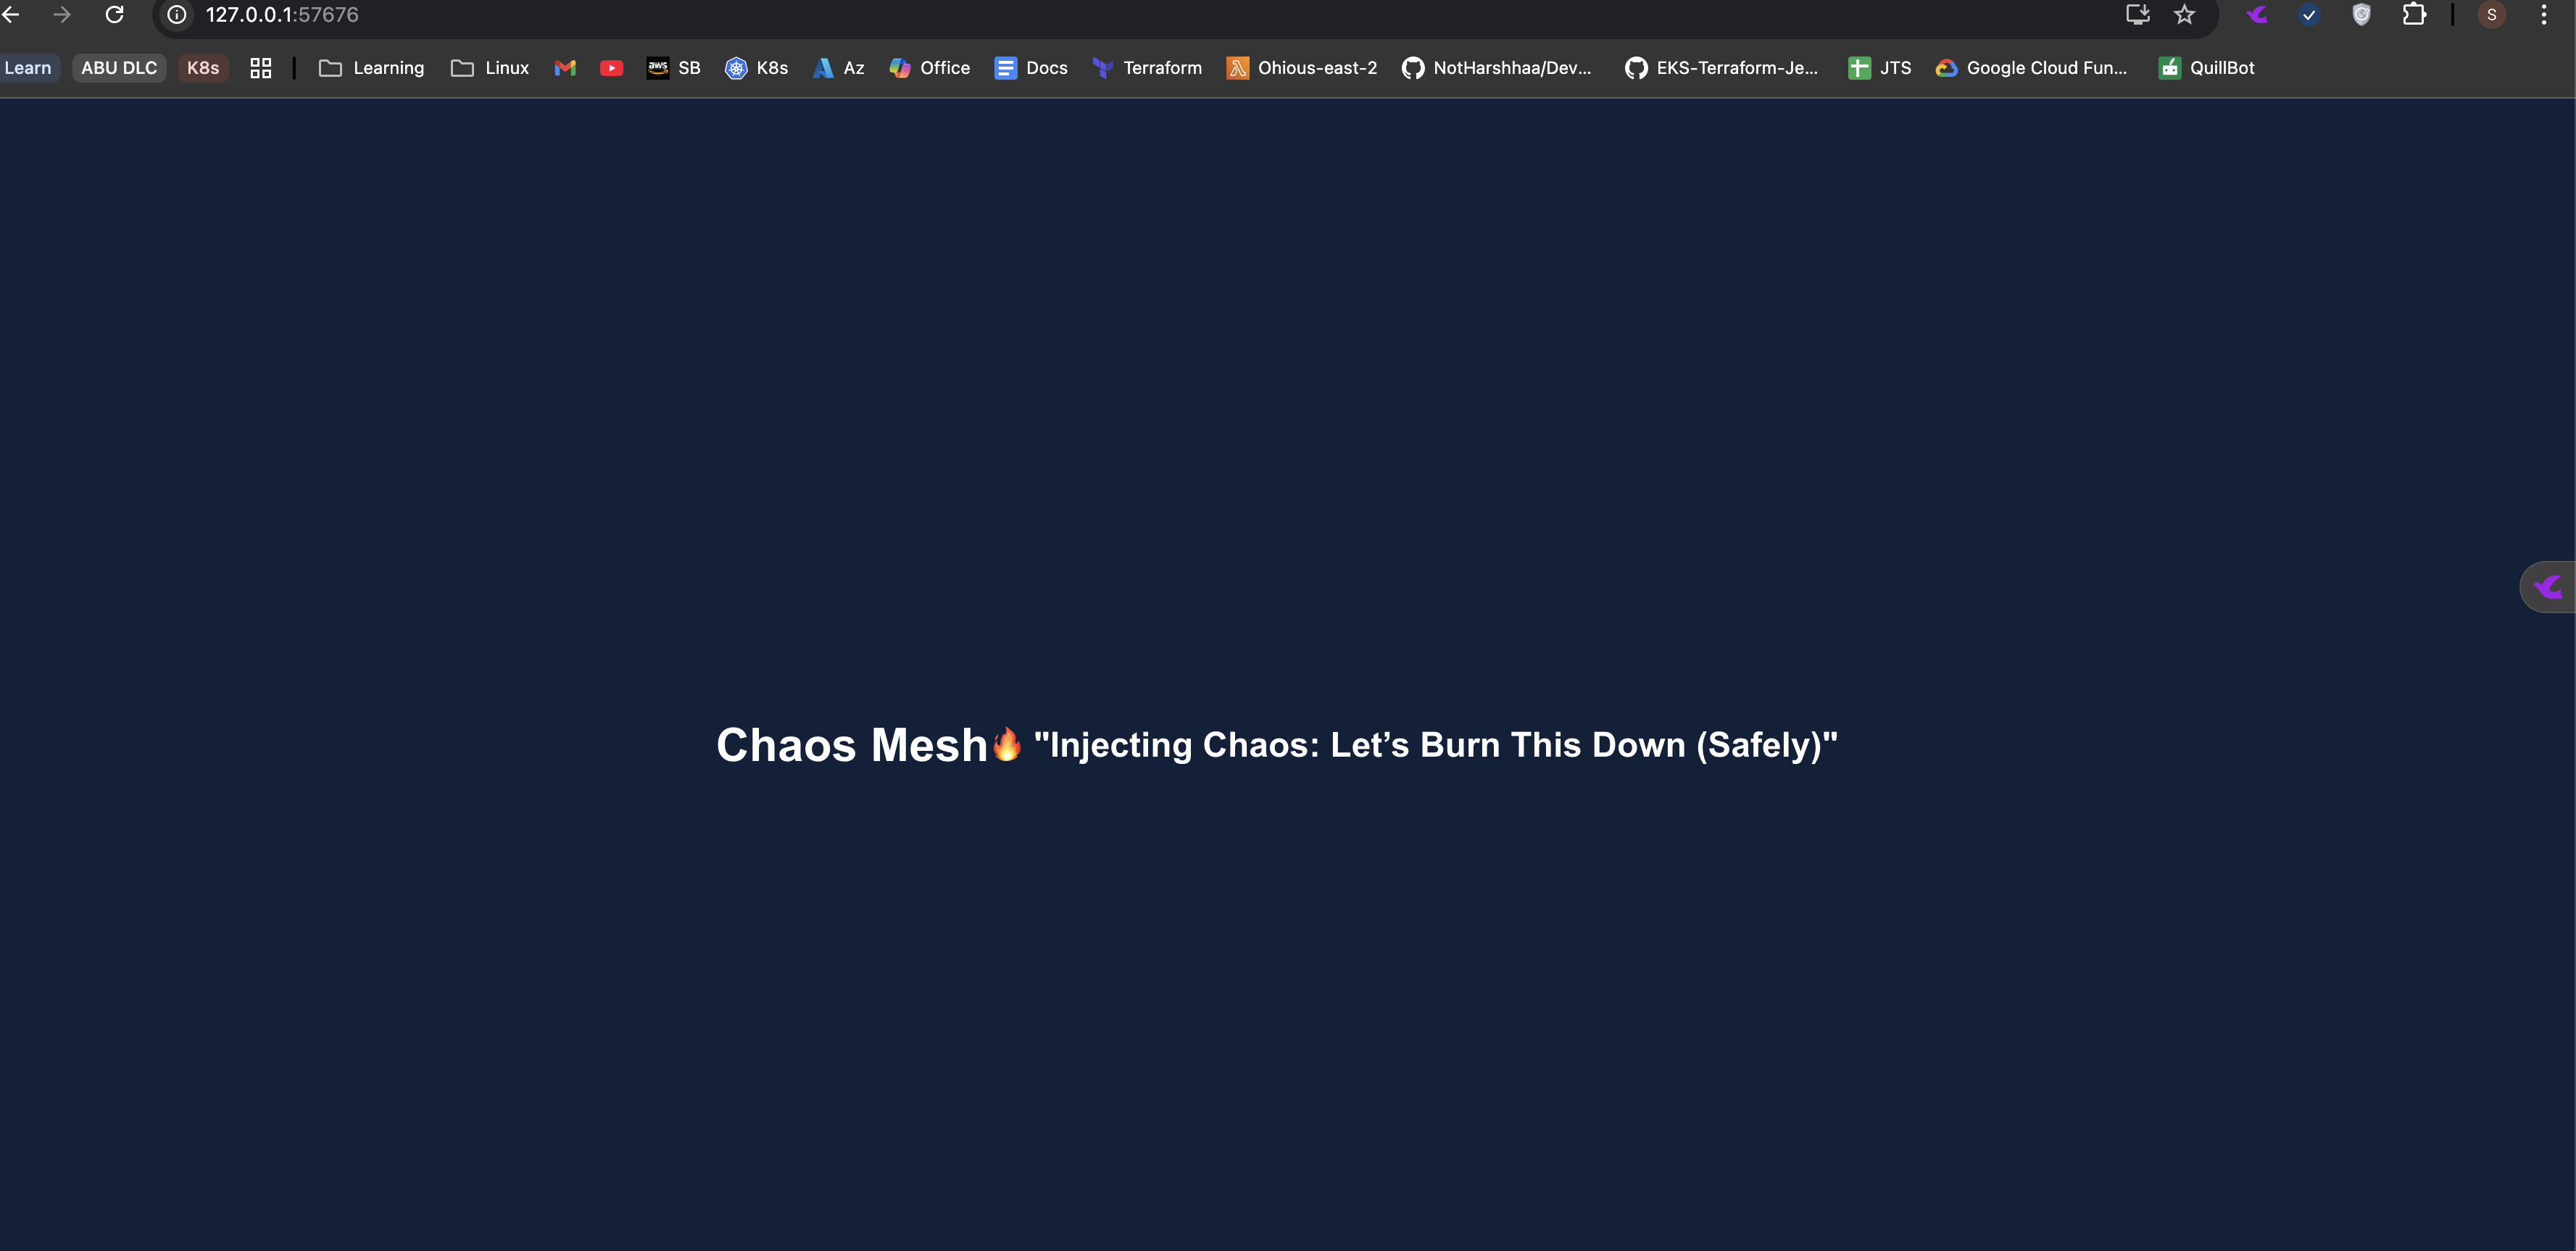 127.0.0.1:57676
S
Learn ABU DLC K8s Learning Linux aws SB K8s Az Office Docs Terraform Ohious-east-2 NotHarshhaa/Dev... EKS-Terraform-Je... JTS Google Cloud Fun... QuillBot
Chaos Mesh🔥 "Injecting Chaos: Let’s Burn This Down (Safely)"